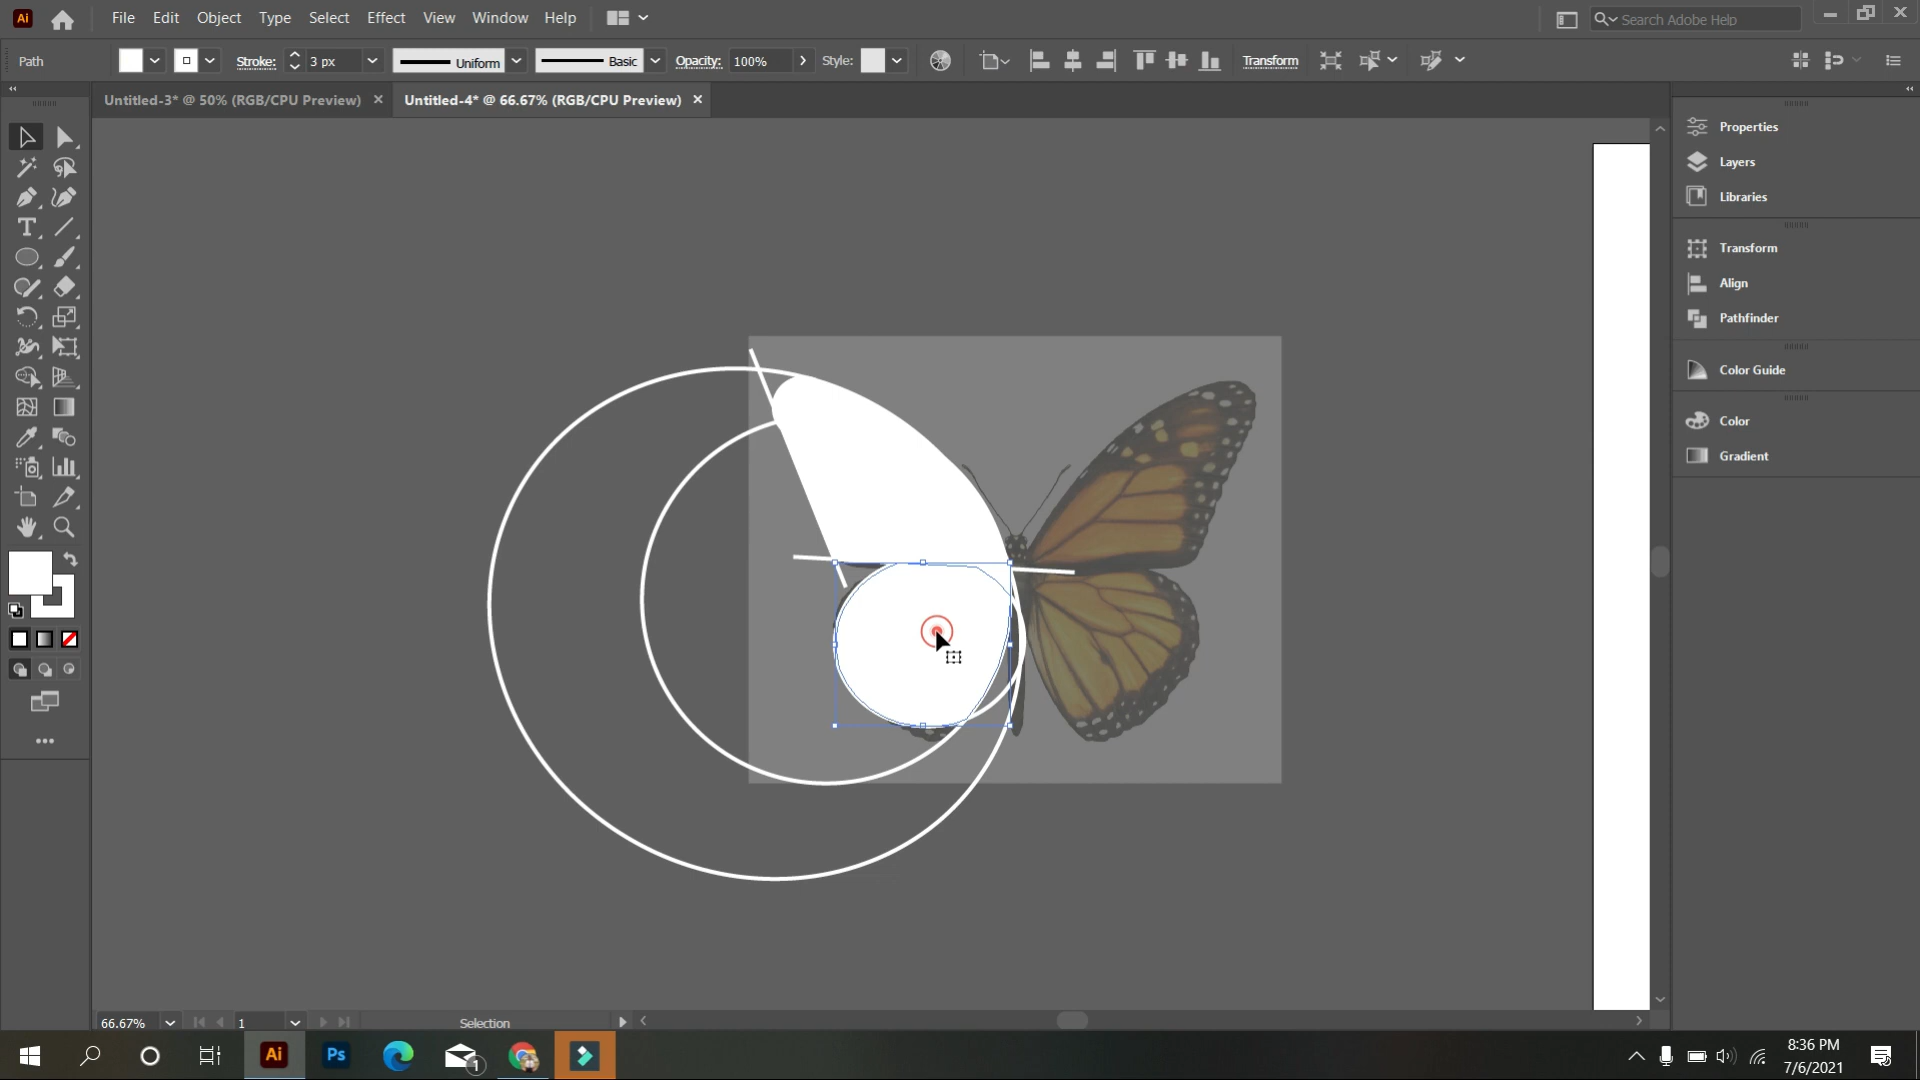 Ai File Edit Object Type Select Effect View Window Help Search Adobe Help
Path Stroke: 3 px Uniform Basic Opacity: 100% Style: Transform
Untitled-3* @ 50% (RGB/CPU Preview) × Untitled-4* @ 66.67% (RGB/CPU Preview) ×
Properties
Layers
Libraries
Transform
Align
Pathfinder
Color Guide
Color
Gradient
66.67% 1 Selection
Ai Ps 1
8:36 PM
7/6/2021